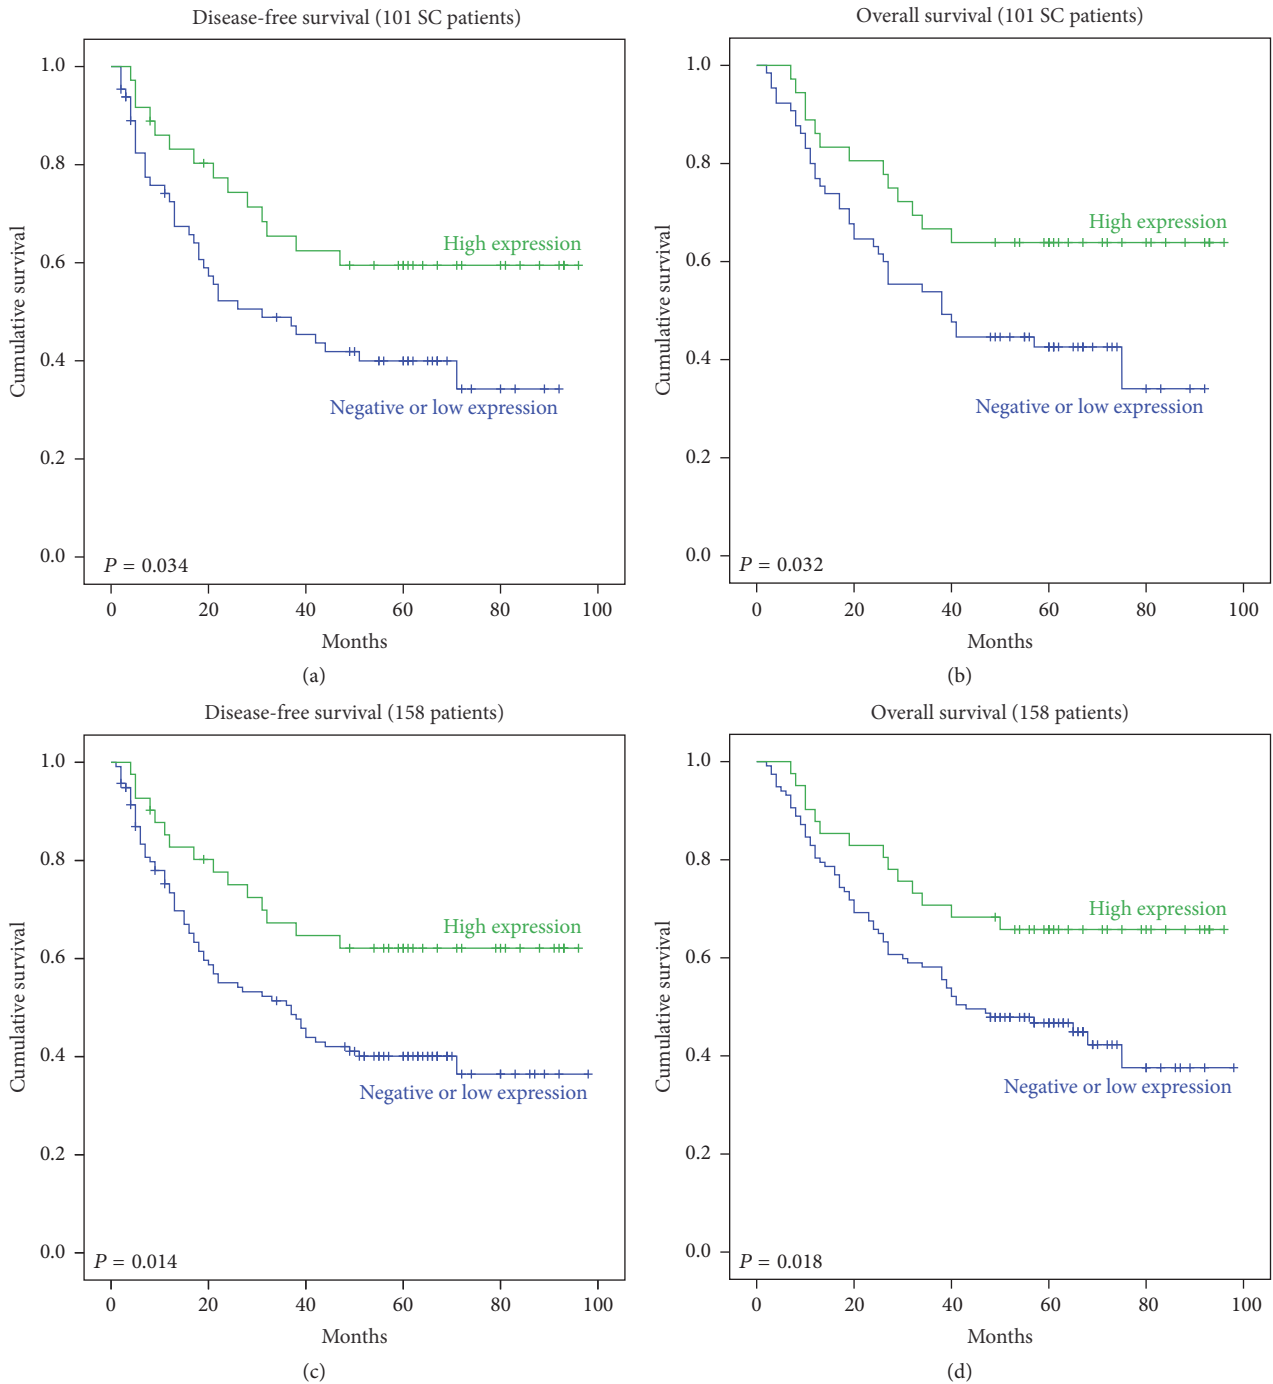 Disease-free survival (101 SC patients)
1.0
0.8
0.6
0.4
0.2
0.0
Cumulative survival
High expression
Negative or low expression
P = 0.034
0 20 40 60 80 100
Months
(a)
Overall survival (101 SC patients)
1.0
0.8
0.6
0.4
0.2
0.0
Cumulative survival
High expression
Negative or low expression
P = 0.032
0 20 40 60 80 100
Months
(b)
Disease-free survival (158 patients)
1.0
0.8
0.6
0.4
0.2
0.0
Cumulative survival
High expression
Negative or low expression
P = 0.014
0 20 40 60 80 100
Months
(c)
Overall survival (158 patients)
1.0
0.8
0.6
0.4
0.2
0.0
Cumulative survival
High expression
Negative or low expression
P = 0.018
0 20 40 60 80 100
Months
(d)